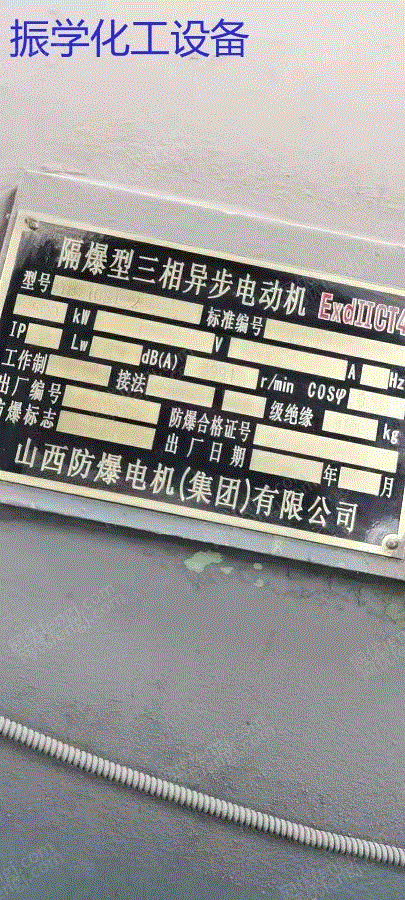 振学化工设备
隔爆型三相异步电动机 ExdⅡCT4
型号 标准编号
kW V A Hz
IP Lw dB(A) r/min COSφ
工作制 接法 级绝缘 kg
出厂编号 防爆合格证号
防爆标志 出厂日期 年 月
山西防爆电机(集团)有限公司